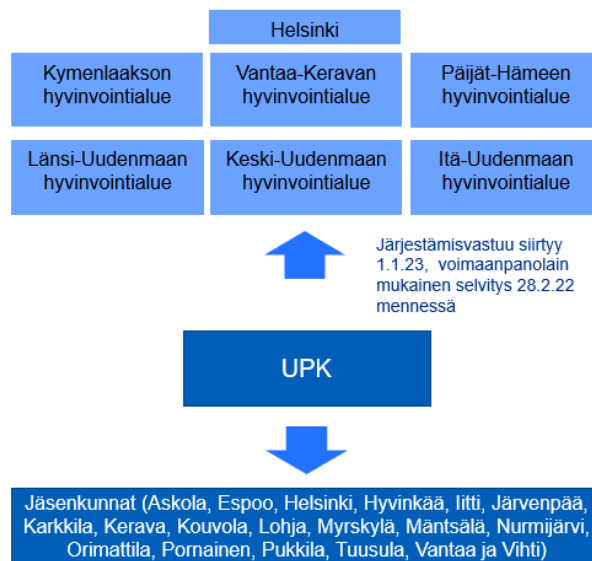 Helsinki
Kymenlaakson
hyvinvointialue
Vantaa-Keravan
hyvinvointialue
Päijät-Hämeen
hyvinvointialue
Länsi-Uudenmaan
hyvinvointialue
Keski-Uudenmaan
hyvinvointialue
Itä-Uudenmaan
hyvinvointialue
Järjestämisvastuu siirtyy
1.1.23, voimaanpanolain
mukainen selvitys 28.2.22
mennessä
UPK
Jäsenkunnat (Askola, Espoo, Helsinki, Hyvinkää, Iitti, Järvenpää,
Karkkila, Kerava, Kouvola, Lohja, Myrskylä, Mäntsälä, Nurmijärvi,
Orimattila, Pornainen, Pukkila, Tuusula, Vantaa ja Vihti)